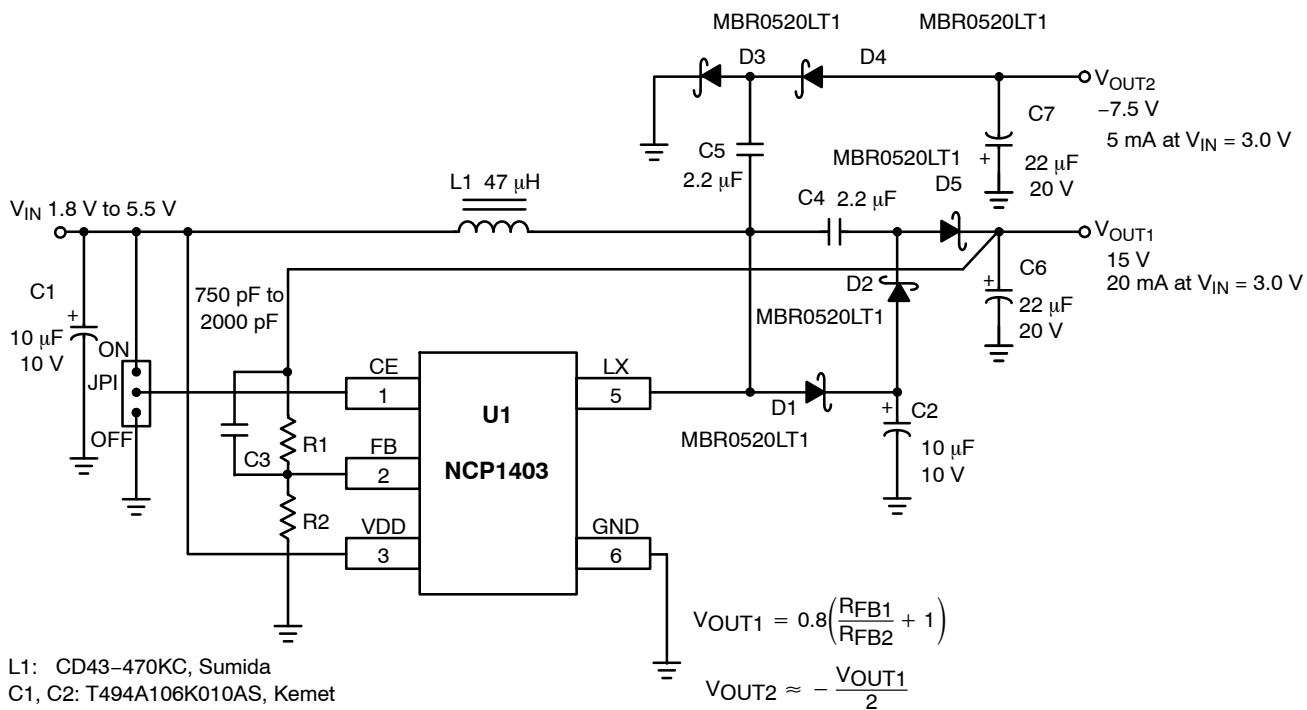 MBR0520LT1
MBR0520LT1
D3
D4
VOUT2
−7.5 V
5 mA at VIN = 3.0 V
C7
22 μF
20 V
+
C5
2.2 μF
MBR0520LT1
D5
L1 47 μH
C4 2.2 μF
VIN 1.8 V to 5.5 V
VOUT1
15 V
20 mA at VIN = 3.0 V
C6
+
22 μF
20 V
D2
MBR0520LT1
750 pF to
2000 pF
C1
+
10 μF
10 V
ON
JPI
OFF
CE
1
LX
5
U1
NCP1403
D1
MBR0520LT1
+
C2
10 μF
10 V
C3
R1
FB
2
R2
VDD
3
GND
6
VOUT1 = 0.8(RFB1/RFB2 + 1)
VOUT2 ≈ − VOUT1/2
L1: CD43−470KC, Sumida
C1, C2: T494A106K010AS, Kemet